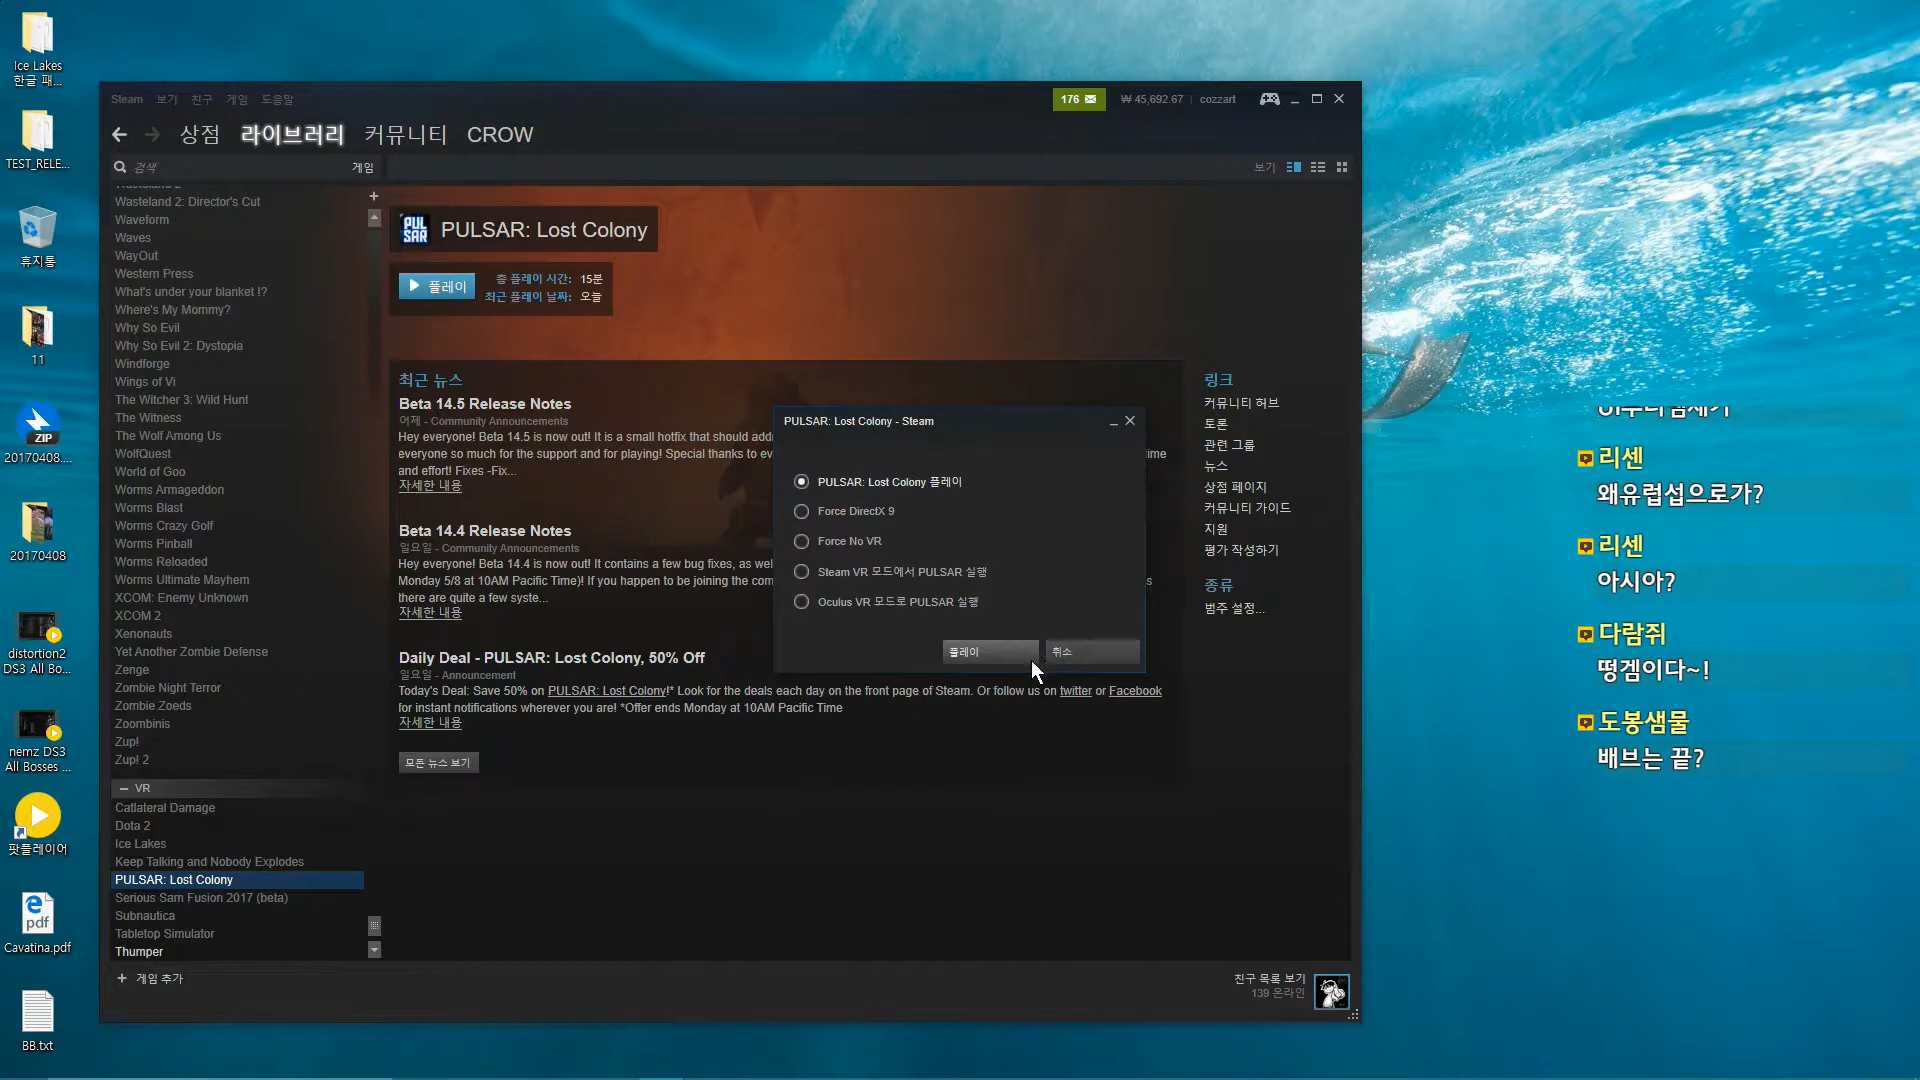 Ice Lakes
한글 패...
TEST_RELE...
휴지통
11
ZIP
20170408....
20170408
distortion2
DS3 All Bo...
nemz DS3
All Bosses ...
팟플레이어
pdf
Cavatina.pdf
BB.txt
Steam 보기 친구 게임 도움말
176
₩ 45,692.67 | cozzart
상점 라이브러리 커뮤니티 CROW
검색
게임
보기
Wasteland 2
Wasteland 2: Director's Cut
Waveform
Waves
WayOut
Western Press
What's under your blanket !?
Where's My Mommy?
Why So Evil
Why So Evil 2: Dystopia
Windforge
Wings of Vi
The Witcher 3: Wild Hunt
The Witness
The Wolf Among Us
WolfQuest
World of Goo
Worms Armageddon
Worms Blast
Worms Crazy Golf
Worms Pinball
Worms Reloaded
Worms Ultimate Mayhem
XCOM: Enemy Unknown
XCOM 2
Xenonauts
Yet Another Zombie Defense
Zenge
Zombie Night Terror
Zombie Zoeds
Zoombinis
Zup!
Zup! 2
VR
Catlateral Damage
Dota 2
Ice Lakes
Keep Talking and Nobody Explodes
PULSAR: Lost Colony
Serious Sam Fusion 2017 (beta)
Subnautica
Tabletop Simulator
Thumper
+ 게임 추가
PUL
SAR
PULSAR: Lost Colony
플레이
총 플레이 시간: 15분
최근 플레이 날짜: 오늘
최근 뉴스
Beta 14.5 Release Notes
어제 - Community Announcements
Hey everyone! Beta 14.5 is now out! It is a small hotfix that should add
everyone so much for the support and for playing! Special thanks to ev
time
and effort! Fixes -Fix...
자세한 내용
Beta 14.4 Release Notes
일요일 - Community Announcements
Hey everyone! Beta 14.4 is now out! It contains a few bug fixes, as wel
Monday 5/8 at 10AM Pacific Time)! If you happen to be joining the com
s
there are quite a few syste...
자세한 내용
Daily Deal - PULSAR: Lost Colony, 50% Off
일요일 - Announcement
Today's Deal: Save 50% on PULSAR: Lost Colony!* Look for the deals each day on the front page of Steam. Or follow us on twitter or Facebook
for instant notifications wherever you are! *Offer ends Monday at 10AM Pacific Time
자세한 내용
모든 뉴스 보기
PULSAR: Lost Colony - Steam
PULSAR: Lost Colony 플레이
Force DirectX 9
Force No VR
Steam VR 모드에서 PULSAR 실행
Oculus VR 모드로 PULSAR 실행
플레이
취소
링크
커뮤니티 허브
토론
관련 그룹
뉴스
상점 페이지
커뮤니티 가이드
지원
평가 작성하기
종류
범주 설정...
친구 목록 보기
139 온라인
리센
왜유럽섭으로가?
리센
아시아?
다람쥐
떵겜이다~!
도봉샘물
배브는 끝?